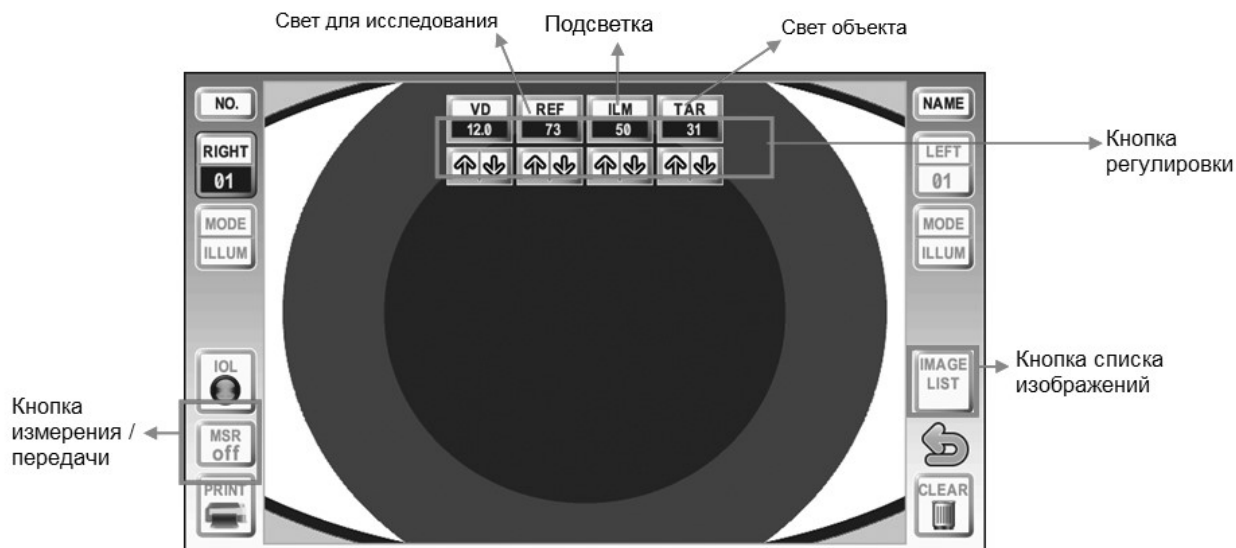 Свет для исследования
Подсветка
Свет объекта
NO.
VD
REF
ILM
TAR
NAME
12.0
73
50
31
RIGHT
01
LEFT
01
Кнопка
регулировки
MODE
ILLUM
MODE
ILLUM
IOL
IMAGE
LIST
Кнопка списка
изображений
Кнопка
измерения /
передачи
MSR
off
PRINT
CLEAR